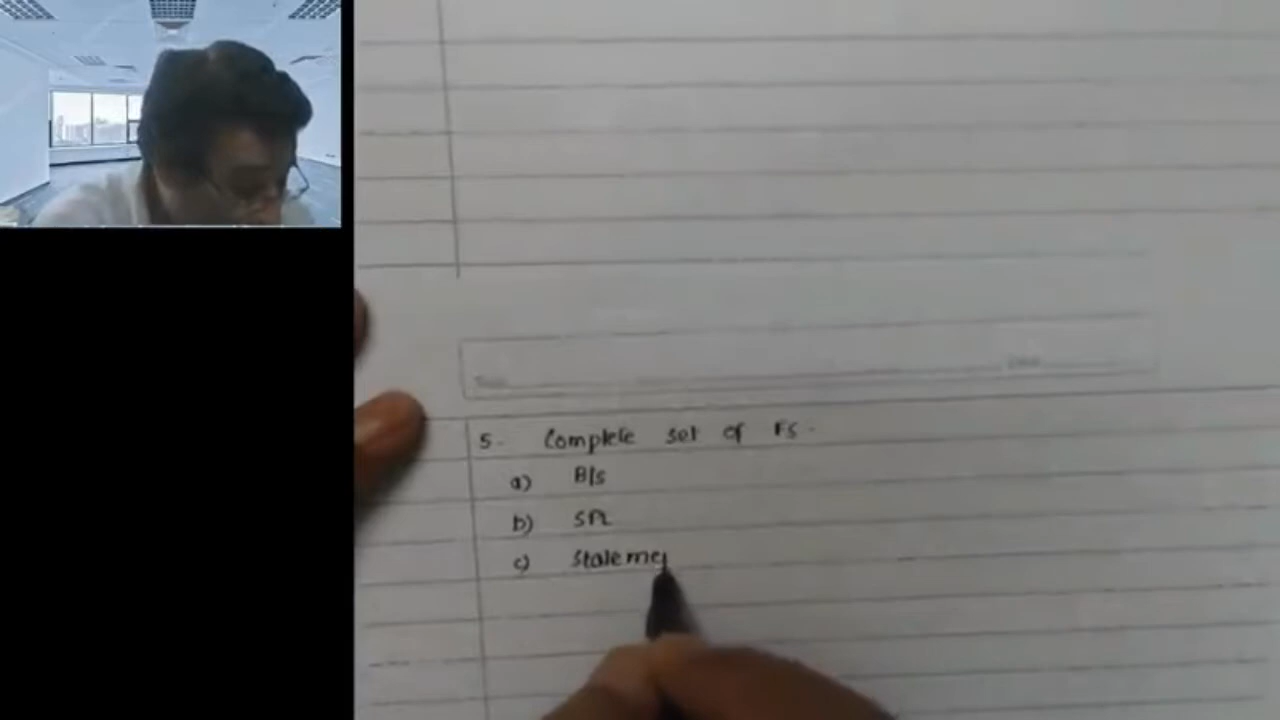 5. Complete set of FS.
a) B/S
b) SPL
c) Stateme